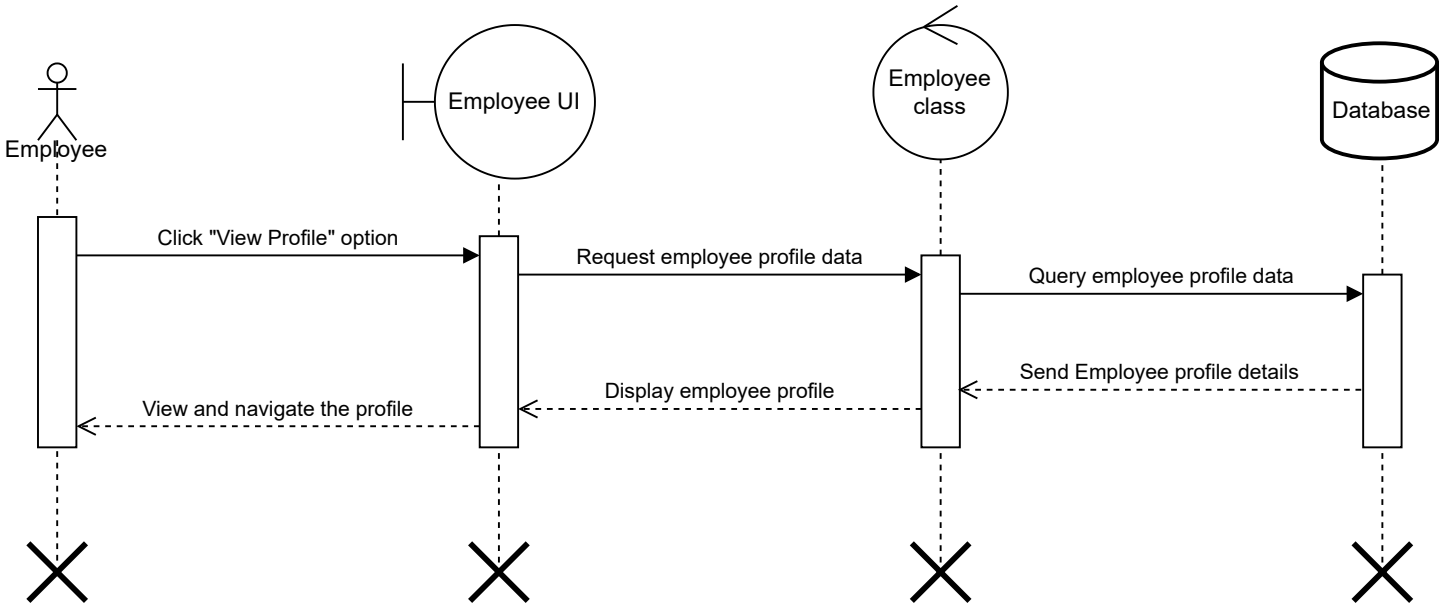 Employee
Employee UI
Employee
class
Database
Click "View Profile" option
Request employee profile data
Query employee profile data
Send Employee profile details
Display employee profile
View and navigate the profile